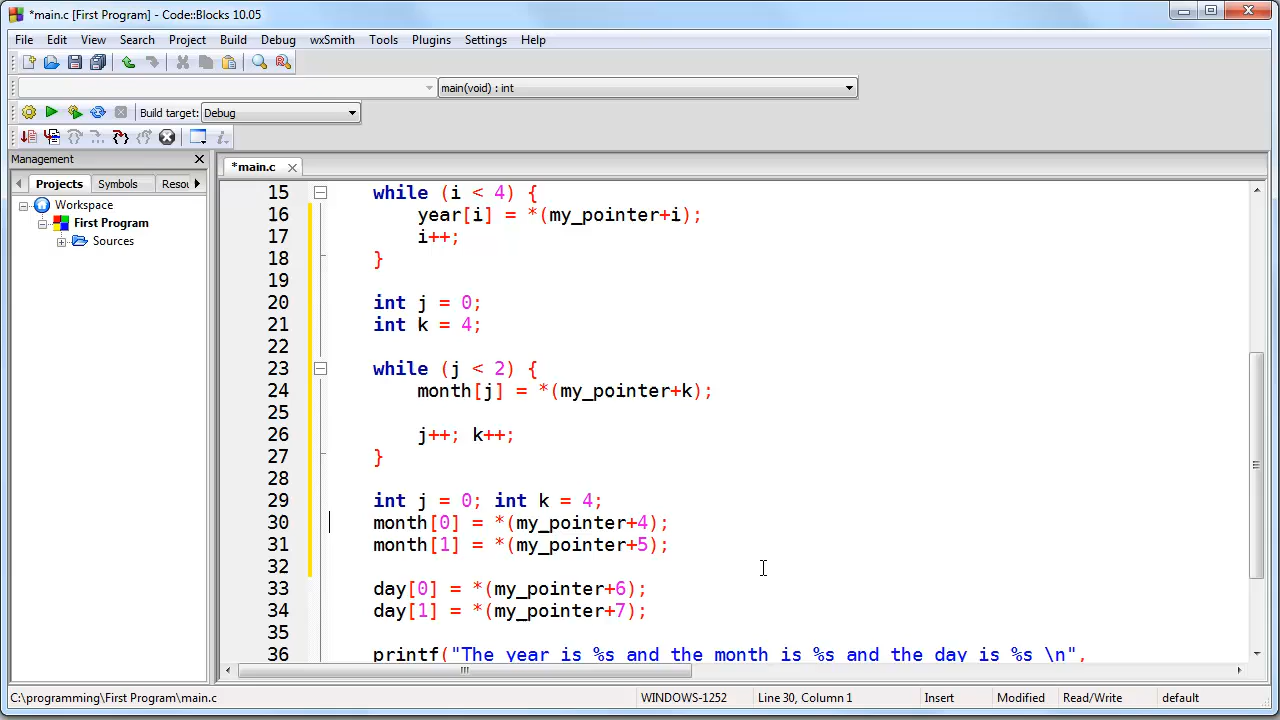 *main.c [First Program] - Code::Blocks 10.05
File Edit View Search Project Build Debug wxSmith Tools Plugins Settings Help
main(void) : int
Build target: Debug
Management
*main.c
Projects Symbols Resou
Workspace
First Program
Sources
15 while (i < 4) {
16 year[i] = *(my_pointer+i);
17 i++;
18 }
19
20 int j = 0;
21 int k = 4;
22
23 while (j < 2) {
24 month[j] = *(my_pointer+k);
25
26 j++; k++;
27 }
28
29 int j = 0; int k = 4;
30 month[0] = *(my_pointer+4);
31 month[1] = *(my_pointer+5);
32
33 day[0] = *(my_pointer+6);
34 day[1] = *(my_pointer+7);
35
36 printf("The year is %s and the month is %s and the day is %s \n",
C:\programming\First Program\main.c WINDOWS-1252 Line 30, Column 1 Insert Modified Read/Write default